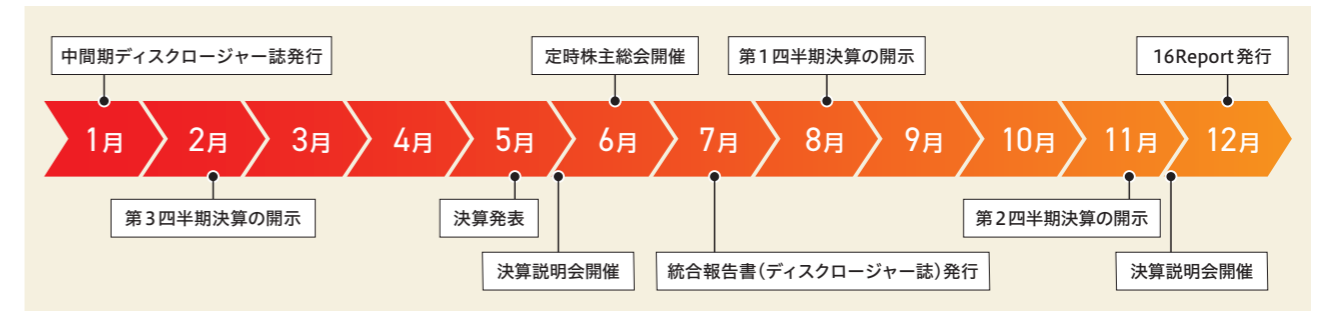 中間期ディスクロージャー誌発行
定時株主総会開催
第1四半期決算の開示
16Report発行
1月
2月
3月
4月
5月
6月
7月
8月
9月
10月
11月
12月
第3四半期決算の開示
決算発表
第2四半期決算の開示
決算説明会開催
統合報告書(ディスクロージャー誌)発行
決算説明会開催